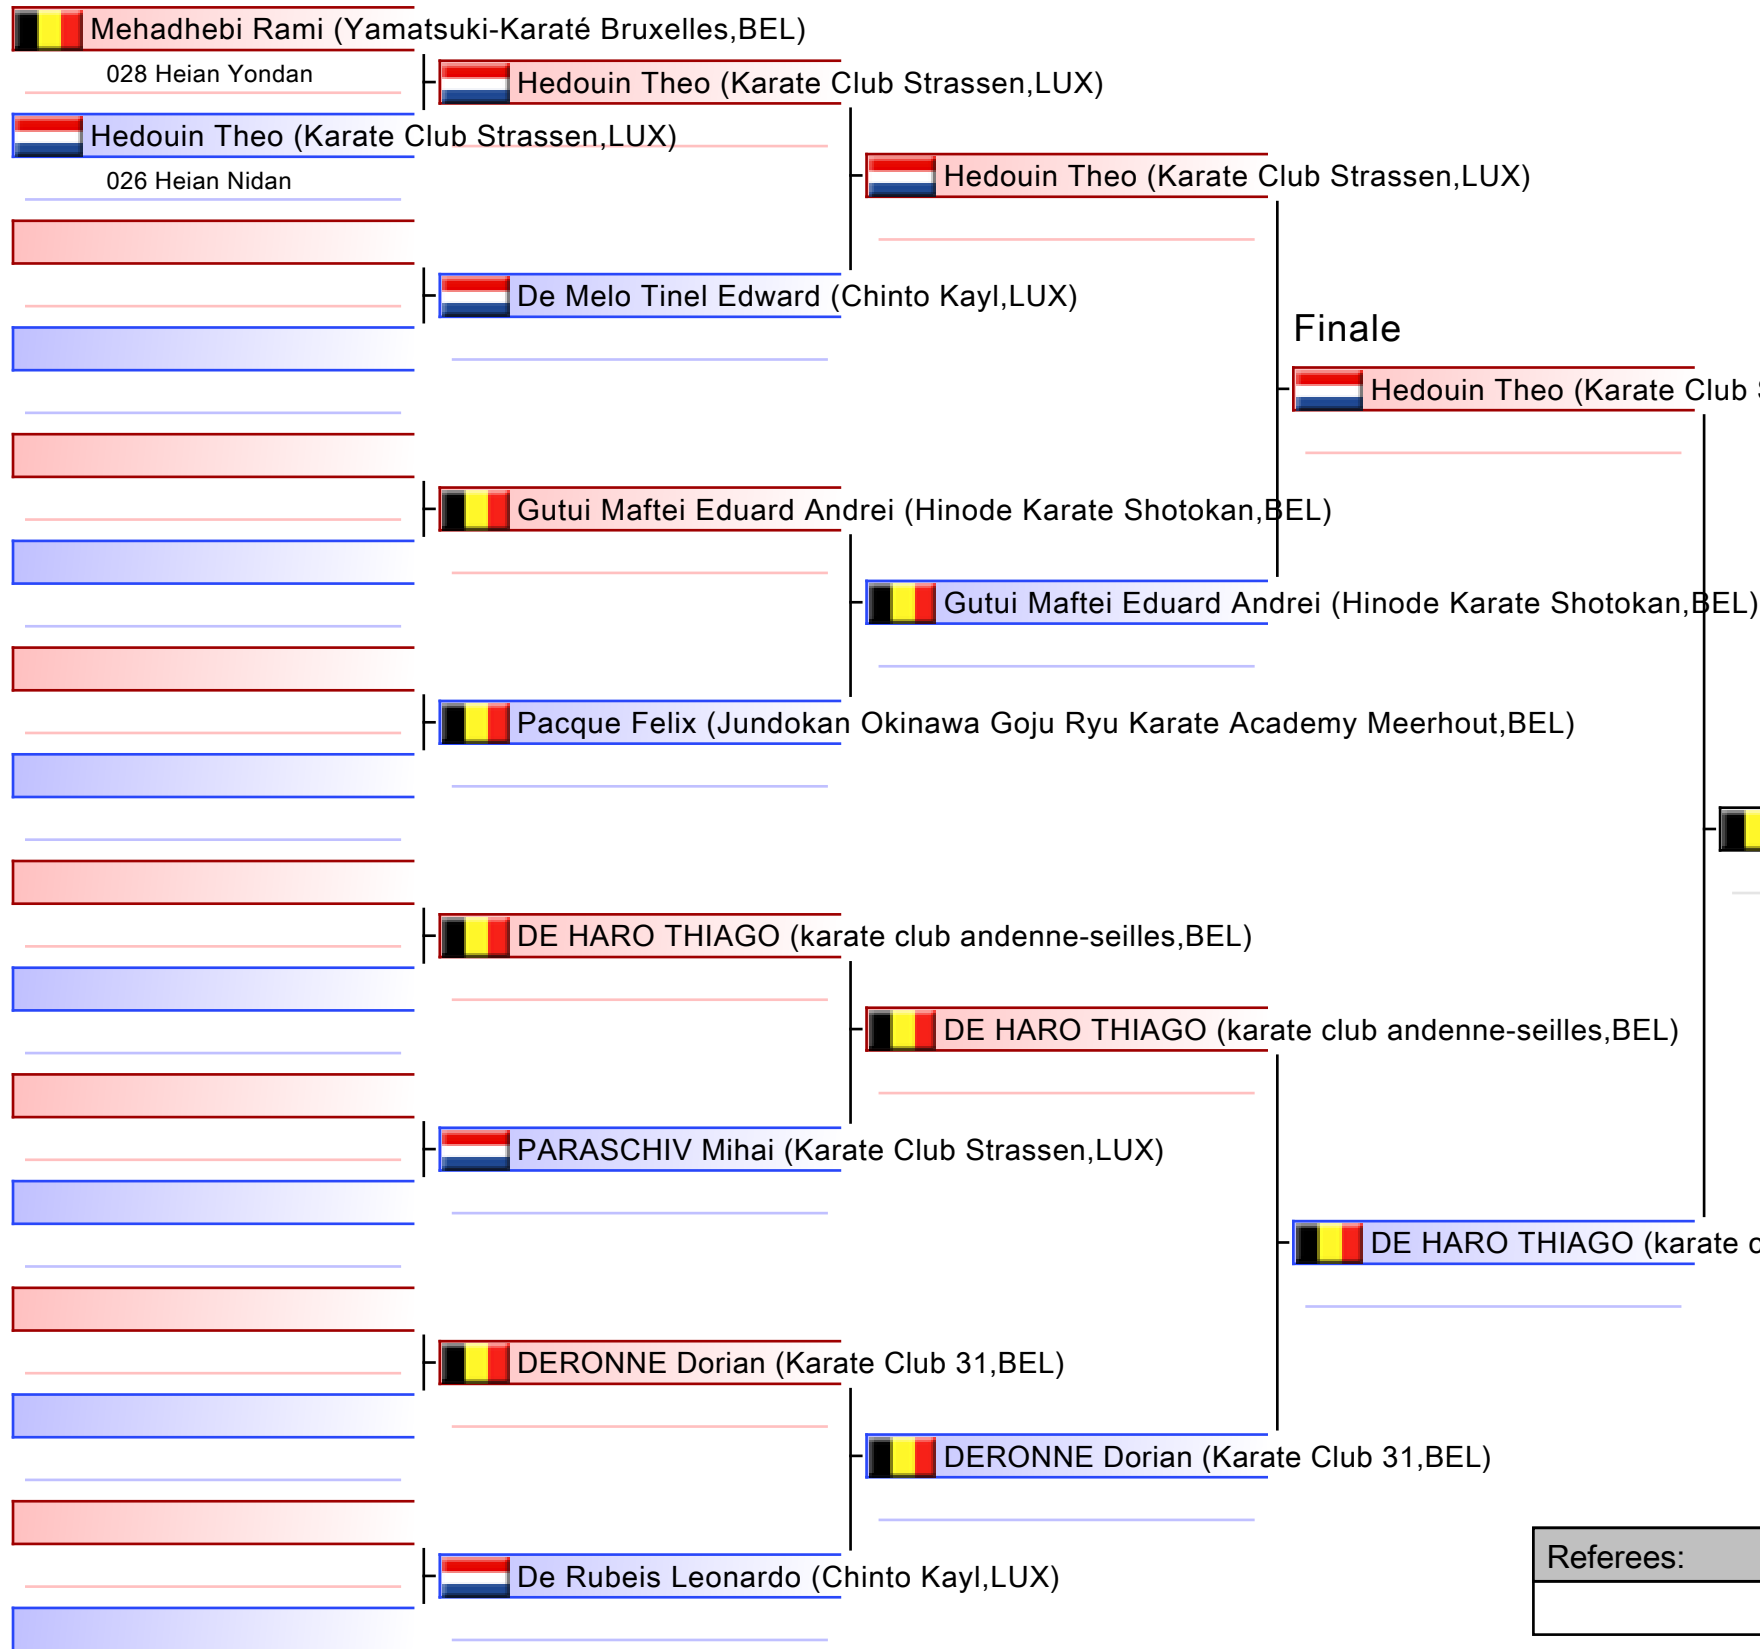 Mehadhebi Rami (Yamatsuki-Karaté Bruxelles,BEL)
028 Heian Yondan
Hedouin Theo (Karate Club Strassen,LUX)
Hedouin Theo (Karate Club Strassen,LUX)
026 Heian Nidan
Hedouin Theo (Karate Club Strassen,LUX)
De Melo Tinel Edward (Chinto Kayl,LUX)
Finale
Hedouin Theo (Karate Club
Gutui Maftei Eduard Andrei (Hinode Karate Shotokan,BEL)
Gutui Maftei Eduard Andrei (Hinode Karate Shotokan,BEL)
Pacque Felix (Jundokan Okinawa Goju Ryu Karate Academy Meerhout,BEL)
DE HARO THIAGO (karate club andenne-seilles,BEL)
DE HARO THIAGO (karate club andenne-seilles,BEL)
PARASCHIV Mihai (Karate Club Strassen,LUX)
DE HARO THIAGO (karate
DERONNE Dorian (Karate Club 31,BEL)
DERONNE Dorian (Karate Club 31,BEL)
Referees:
De Rubeis Leonardo (Chinto Kayl,LUX)